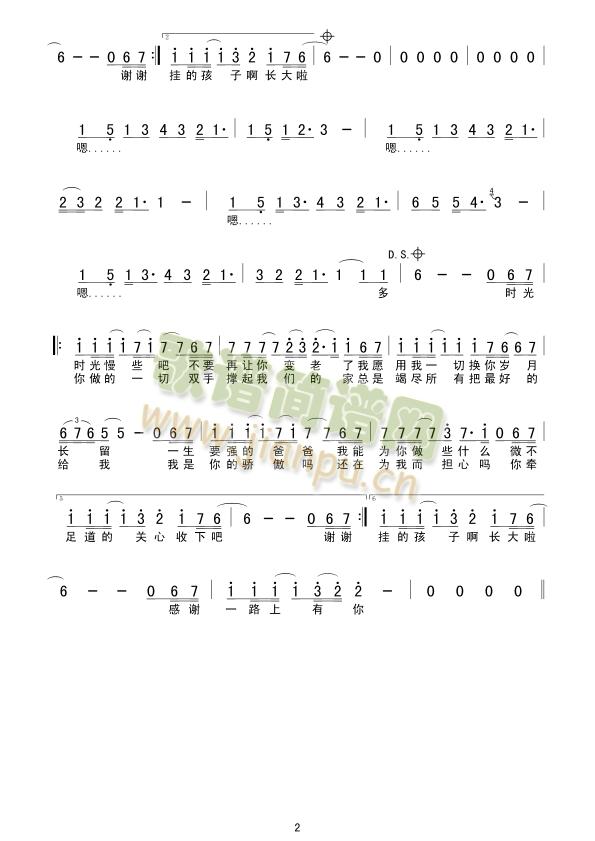 2
6 — — 0 6 7 :| 1 1 1 1 3 2 1 7 6 | 6 — — 0 | 0 0 0 0 | 0 0 0 0 |
谢谢 挂的孩 子啊长大啦
1 5 1 3 4 3 2 1· | 1 5 1 2· 3 — | 1 5 1 3 4 3 2 1· |
嗯...... 嗯......
2 3 2 2 1· 1 — | 1 5 1 3· 4 3 2 1· | 6 5 5 4· 4 3 — |
嗯......
D.S.
1 5 1 3· 4 3 2 1· | 3 2 2 1· 1 1 1 | 6 — — 0 6 7 |
嗯...... 多 时光
|: 1 1 1 1 7 1 7 7 6 7 | 7 7 7 7 2 3 2· 1 1 6 7 | 1 1 1 1 7 1 7 7 6 7 |
时光慢 些吧 不要 再让你 变老 了我愿 用我一 切换你岁 月
你做的 一切 双手 撑起我 们的 家总是 竭尽所 有把最好 的
3
6 7 6 5 5 — 0 6 7 | 1 1 1 1 7 1 7 7 6 7 | 7 7 7 7 3 7· 1 0 6 7 |
长 留 一生 要强的 爸爸 我能 为你做 些什么 微不
给 我 我是 你的骄 傲吗 还在 为我而 担心吗 你牵
5 6
1 1 1 1 3 2 1 7 6 | 6 — — 0 6 7 :| 1 1 1 1 3 2 1 7 6
足道的 关心收下吧 谢谢 挂的孩 子啊长大啦
6 — — 0 6 7 | 1 1 1 1 3 2 2 — | 0 0 0 0 ||
感谢 一路上 有 你
歌谱简谱网
www.jianpu.cn
2